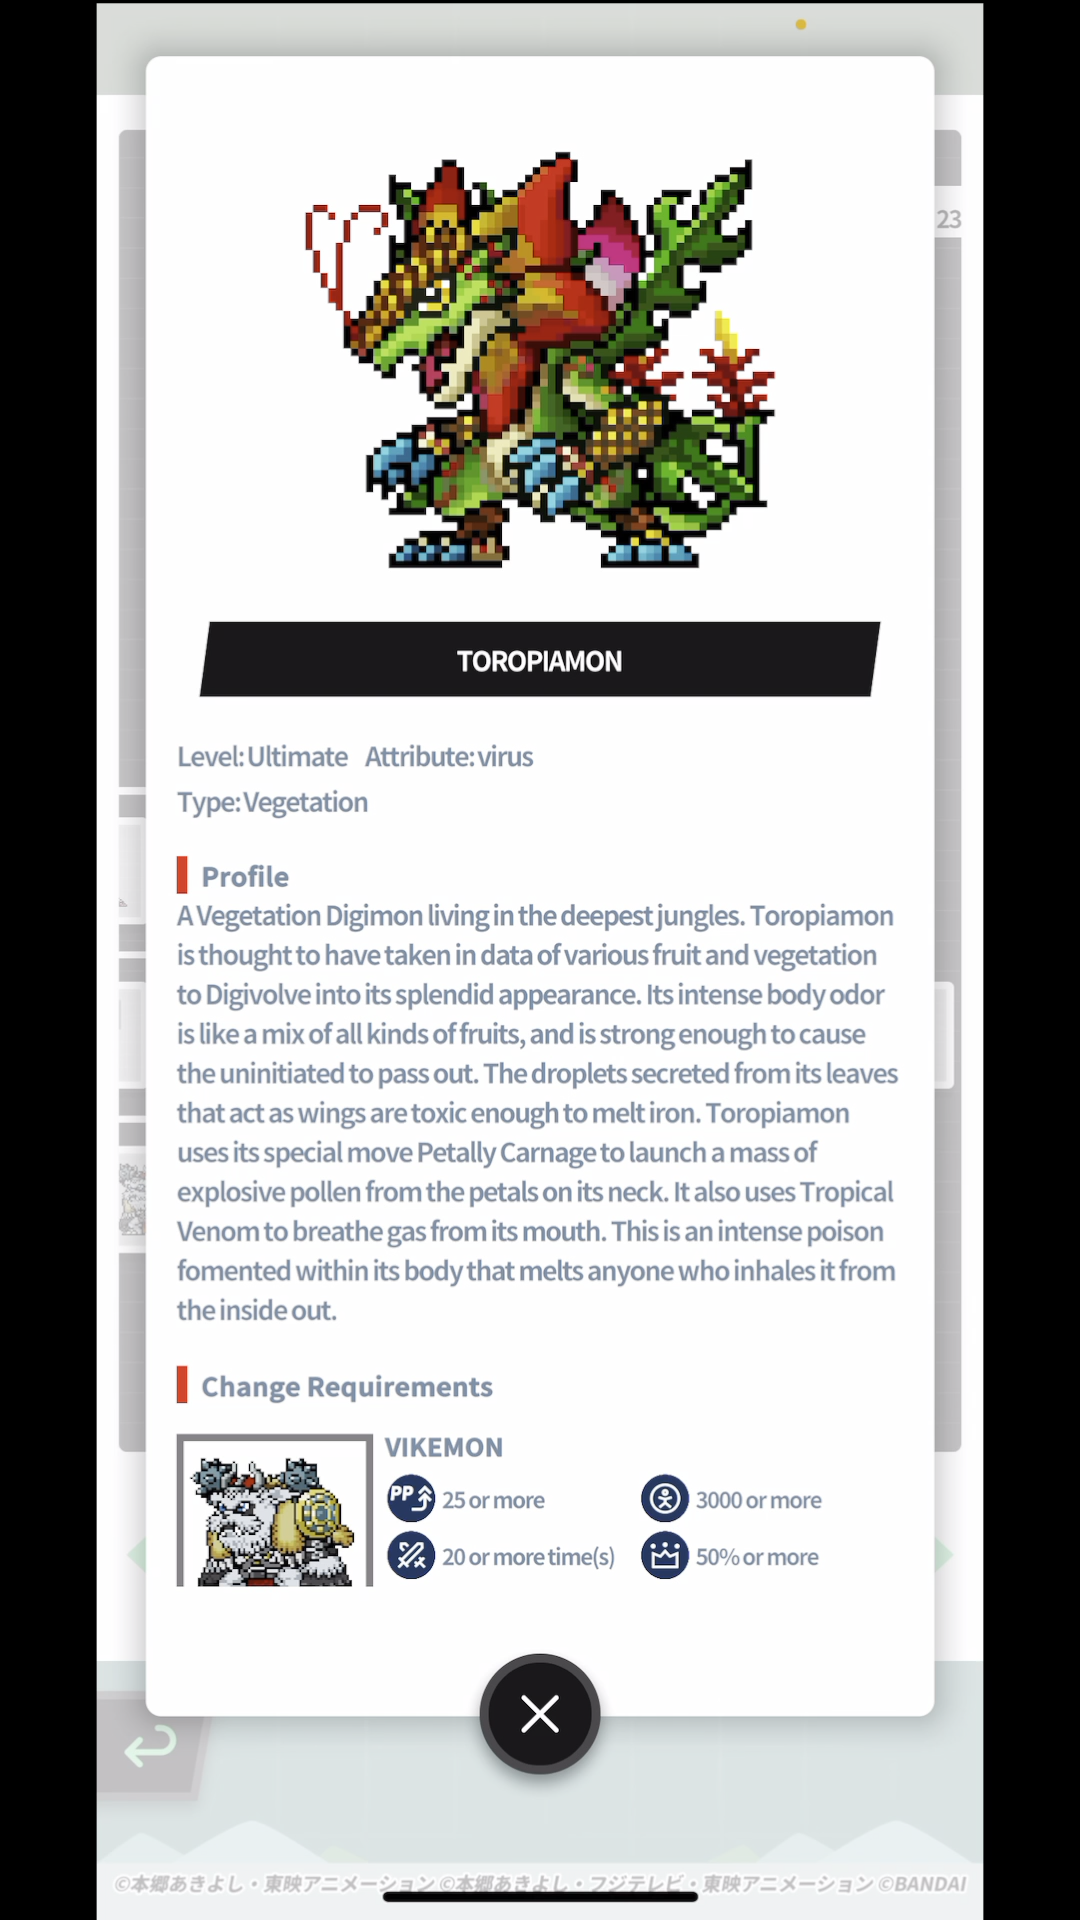 23
TOROPIAMON
Level:Ultimate Attribute:virus
Type:Vegetation
Profile
A Vegetation Digimon living in the deepest jungles. Toropiamon
is thought to have taken in data of various fruit and vegetation
to Digivolve into its splendid appearance. Its intense body odor
is like a mix of all kinds of fruits, and is strong enough to cause
the uninitiated to pass out. The droplets secreted from its leaves
that act as wings are toxic enough to melt iron. Toropiamon
uses its special move Petally Carnage to launch a mass of
explosive pollen from the petals on its neck. It also uses Tropical
Venom to breathe gas from its mouth. This is an intense poison
fomented within its body that melts anyone who inhales it from
the inside out.
Change Requirements
VIKEMON
PP 25 or more 3000 or more
20 or more time(s) 50% or more
©本郷あきよし・東映アニメーション ©本郷あきよし・フジテレビ・東映アニメーション ©BANDAI